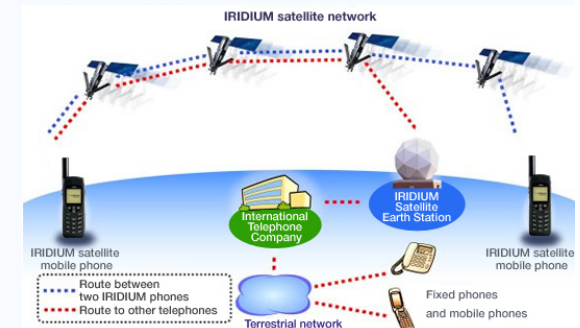 IRIDIUM satellite network
International
Telephone
Company
IRIDIUM
Satellite
Earth Station
IRIDIUM satellite
mobile phone
IRIDIUM satellite
mobile phone
Route between
two IRIDIUM phones
Route to other telephones
Terrestrial network
Fixed phones
and mobile phones